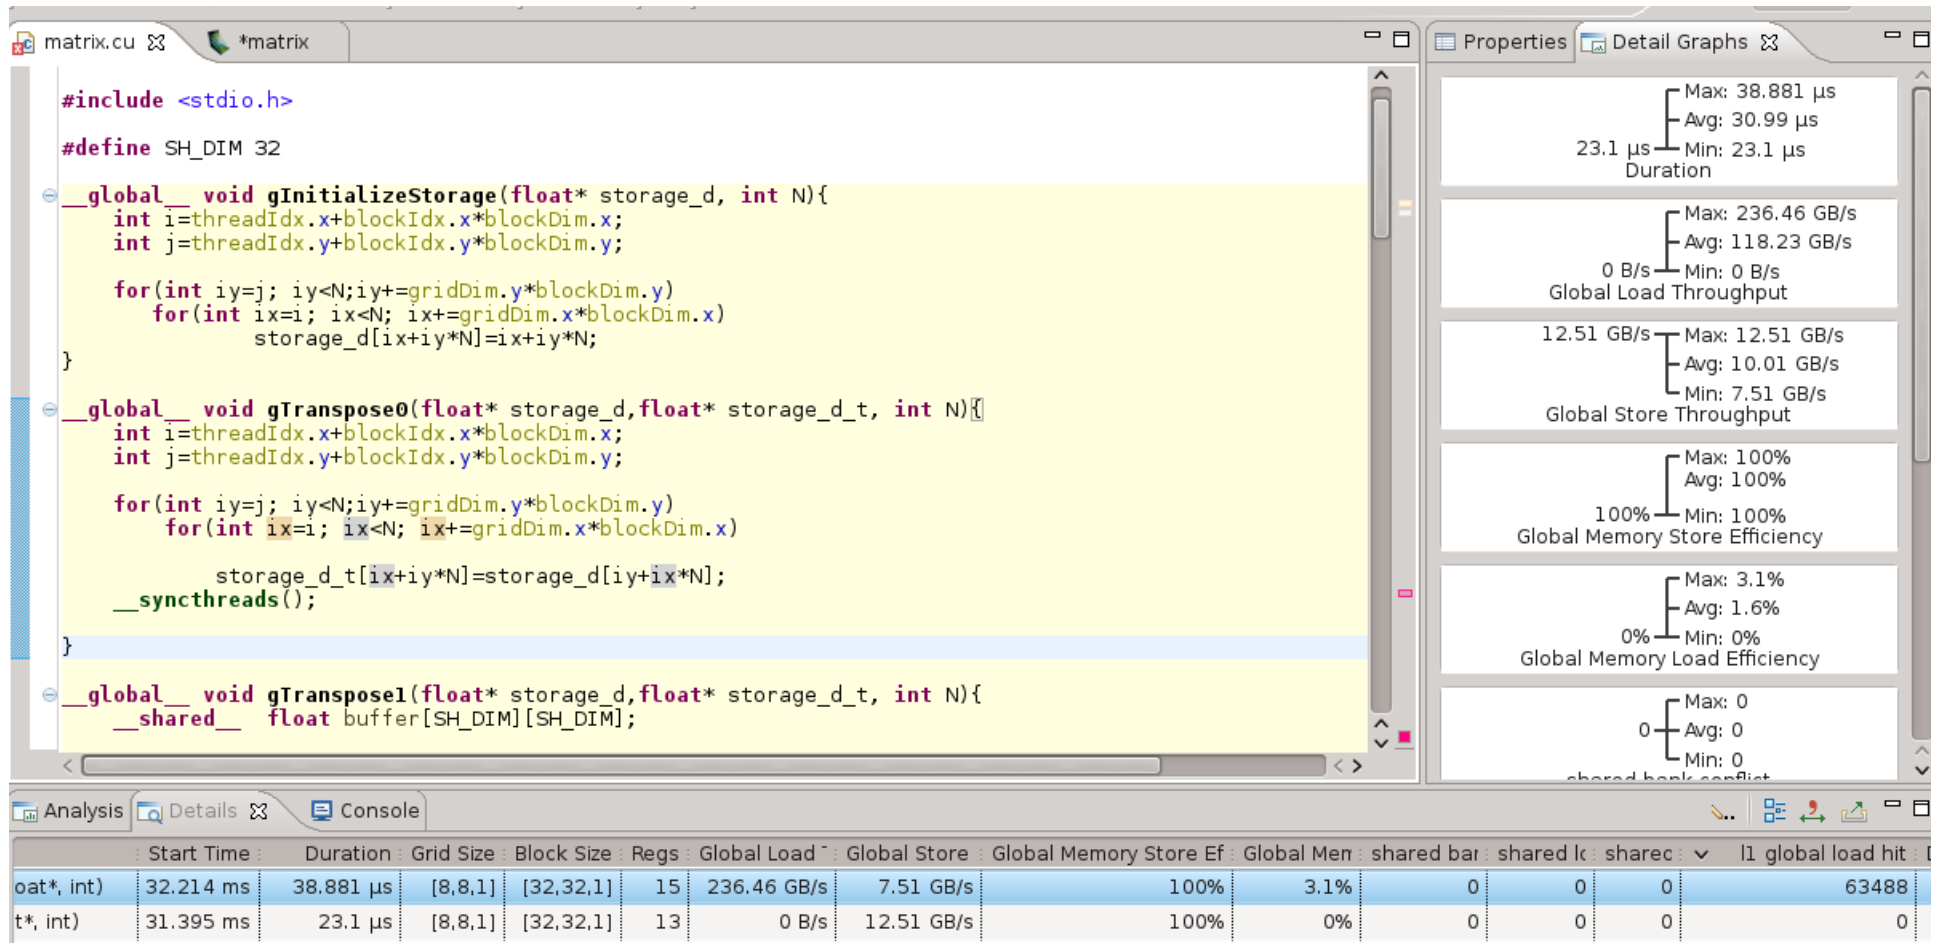 matrix.cu
*matrix
#include <stdio.h>
#define SH_DIM 32
__global__ void gInitializeStorage(float* storage_d, int N){
int i=threadIdx.x+blockIdx.x*blockDim.x;
int j=threadIdx.y+blockIdx.y*blockDim.y;
for(int iy=j; iy<N;iy+=gridDim.y*blockDim.y)
for(int ix=i; ix<N; ix+=gridDim.x*blockDim.x)
storage_d[ix+iy*N]=ix+iy*N;
}
__global__ void gTranspose0(float* storage_d,float* storage_d_t, int N){
int i=threadIdx.x+blockIdx.x*blockDim.x;
int j=threadIdx.y+blockIdx.y*blockDim.y;
for(int iy=j; iy<N;iy+=gridDim.y*blockDim.y)
for(int ix=i; ix<N; ix+=gridDim.x*blockDim.x)
storage_d_t[ix+iy*N]=storage_d[iy+ix*N];
__syncthreads();
}
__global__ void gTranspose1(float* storage_d,float* storage_d_t, int N){
__shared__ float buffer[SH_DIM][SH_DIM];
Properties
Detail Graphs
Max: 38.881 µs
Avg: 30.99 µs
23.1 µs Min: 23.1 µs
Duration
Max: 236.46 GB/s
Avg: 118.23 GB/s
0 B/s Min: 0 B/s
Global Load Throughput
12.51 GB/s Max: 12.51 GB/s
Avg: 10.01 GB/s
Min: 7.51 GB/s
Global Store Throughput
Max: 100%
Avg: 100%
100% Min: 100%
Global Memory Store Efficiency
Max: 3.1%
Avg: 1.6%
0% Min: 0%
Global Memory Load Efficiency
Max: 0
0 Avg: 0
Min: 0
shared bank conflict
Analysis
Details
Console
Start Time Duration Grid Size Block Size Regs Global Load Global Store Global Memory Store Ef Global Mem shared bar shared lc sharec l1 global load hit
oat*, int) 32.214 ms 38.881 µs [8,8,1] [32,32,1] 15 236.46 GB/s 7.51 GB/s 100% 3.1% 0 0 0 63488
t*, int) 31.395 ms 23.1 µs [8,8,1] [32,32,1] 13 0 B/s 12.51 GB/s 100% 0% 0 0 0 0